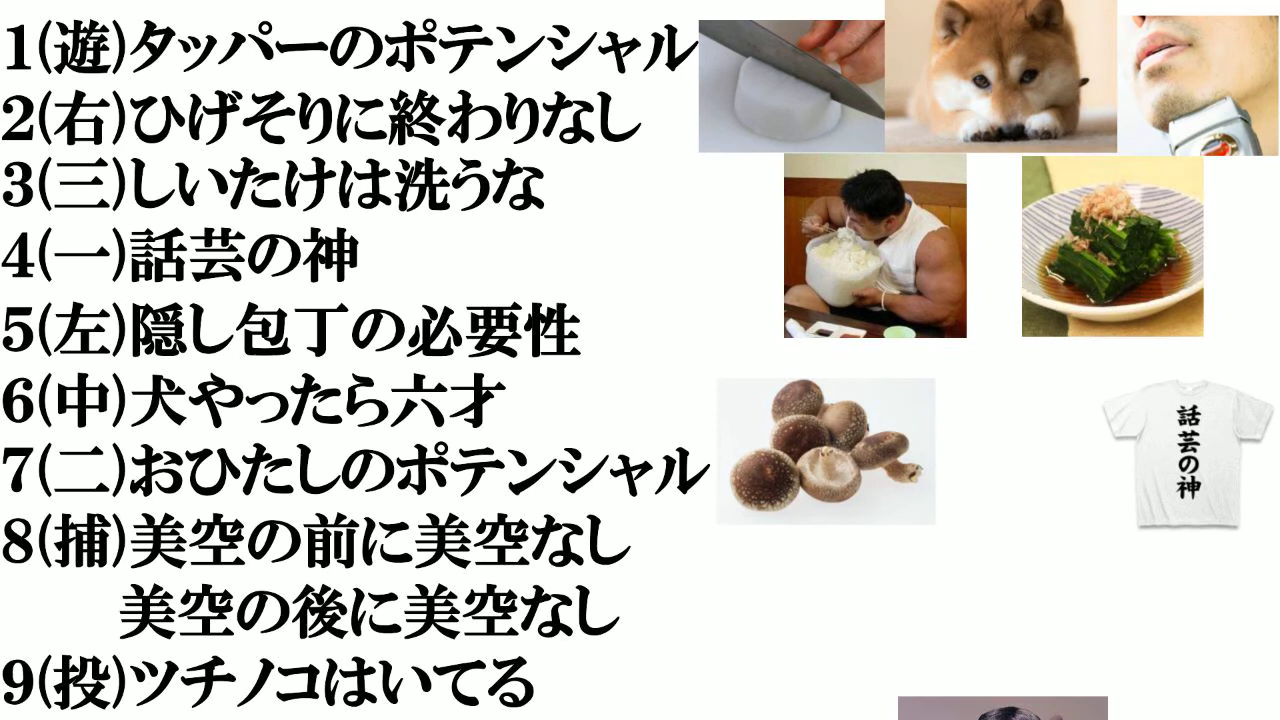 1(遊)タッパーのポテンシャル
2(右)ひげそりに終わりなし
3(三)しいたけは洗うな
4(一)話芸の神
5(左)隠し包丁の必要性
6(中)犬やったら六才
7(二)おひたしのポテンシャル
8(捕)美空の前に美空なし
美空の後に美空なし
9(投)ツチノコはいてる
話芸の神